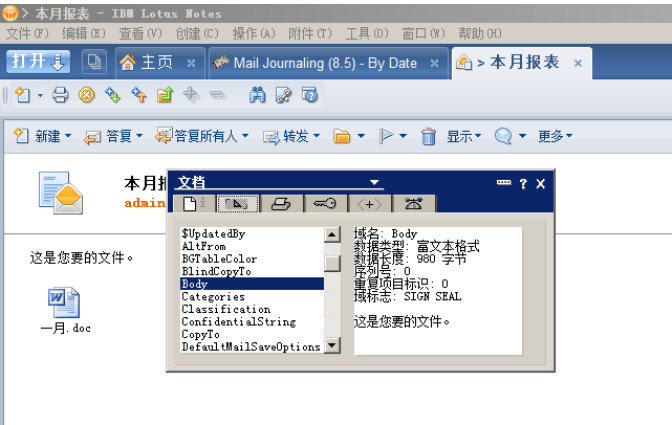 本月报表 - IBM Lotus Notes
文件(F) 编辑(E) 查看(V) 创建(C) 操作(A) 附件(T) 工具(O) 窗口(W) 帮助(H)
打开 主页 × Mail Journaling (8.5) - By Date × > 本月报表 ×
新建 答复 答复所有人 转发 显示 更多
本月报
admin
文档
? X
$UpdatedBy
AltFrom
BGTableColor
BlindCopyTo
Body
Categories
Classification
ConfidentialString
CopyTo
DefaultMailSaveOptions
域名: Body
数据类型: 富文本格式
数据长度: 980 字节
序列号: 0
重复项目标识: 0
域标志: SIGN SEAL
这是您要的文件。
这是您要的文件。
一月.doc